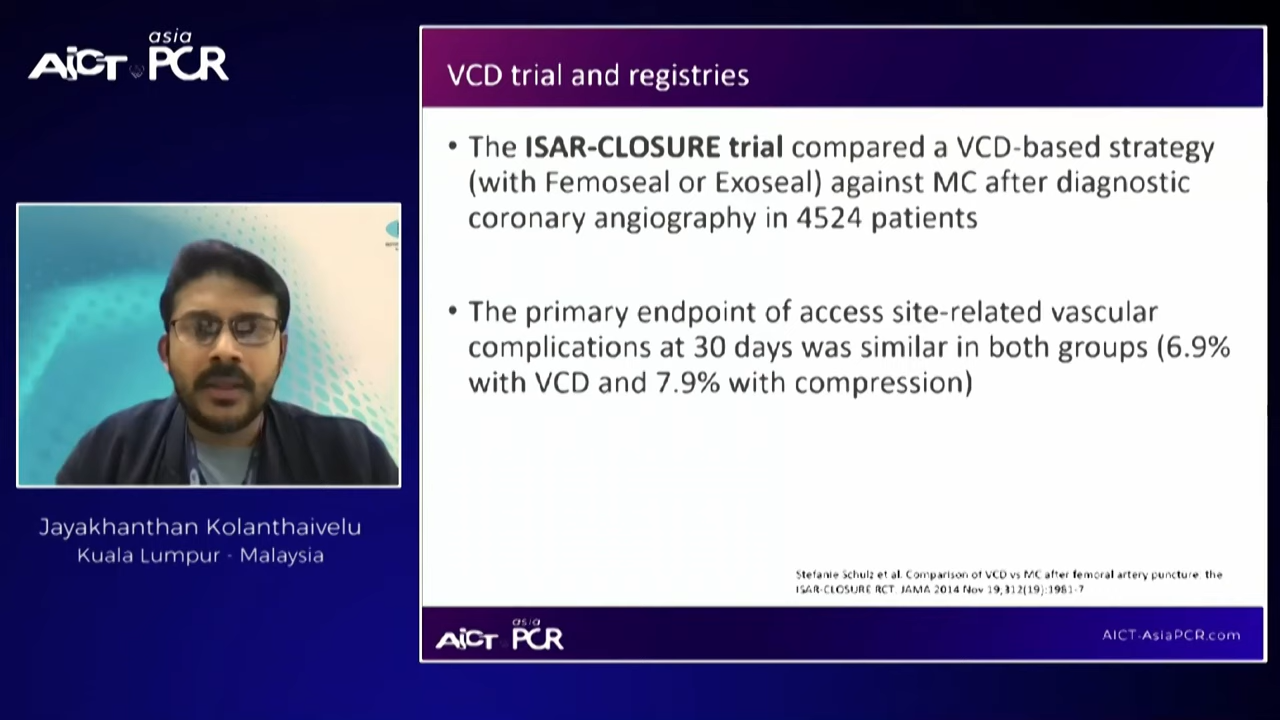 asia
AICT PCR
VCD trial and registries
• The ISAR-CLOSURE trial compared a VCD-based strategy
(with Femoseal or Exoseal) against MC after diagnostic
coronary angiography in 4524 patients
• The primary endpoint of access site-related vascular
complications at 30 days was similar in both groups (6.9%
with VCD and 7.9% with compression)
Jayakhanthan Kolanthaivelu
Kuala Lumpur - Malaysia
Stefanie Schulz et al. Comparison of VCD vs MC after femoral artery puncture: the
ISAR-CLOSURE RCT. JAMA 2014 Nov 19;312(19):1981-7
asia
AICT PCR
AICT-AsiaPCR.com